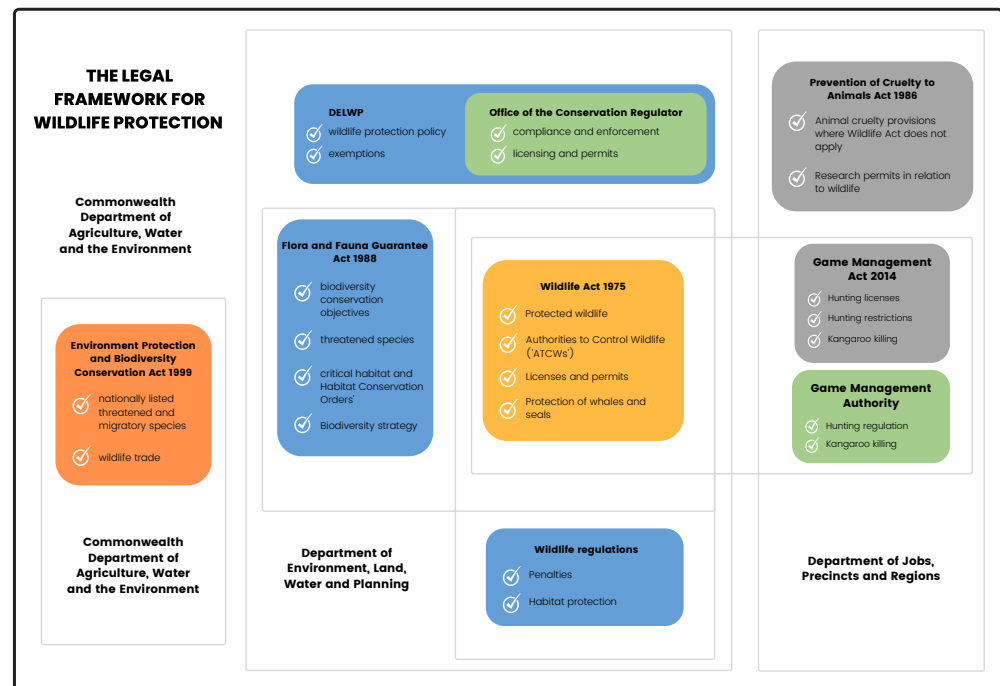 THE LEGAL
FRAMEWORK FOR
WILDLIFE PROTECTION
Commonwealth
Department of
Agriculture, Water
and the Environment
Environment Protection
and Biodiversity
Conservation Act 1999
nationally listed
threatened and
migratory species
wildlife trade
Commonwealth
Department of
Agriculture, Water
and the Environment
DELWP
wildlife protection policy
exemptions
Office of the Conservation Regulator
compliance and enforcement
licensing and permits
Flora and Fauna Guarantee
Act 1988
biodiversity
conservation
objectives
threatened species
critical habitat and
Habitat Conservation
Orders'
Biodiversity strategy
Wildlife Act 1975
Protected wildlife
Authorities to Control Wildlife
('ATCWs')
Licenses and permits
Protection of whales and
seals
Department of
Environment, Land,
Water and Planning
Wildlife regulations
Penalties
Habitat protection
Prevention of Cruelty to
Animals Act 1986
Animal cruelty provisions
where Wildlife Act does not
apply
Research permits in relation
to wildlife
Game Management
Act 2014
Hunting licenses
Hunting restrictions
Kangaroo killing
Game Management
Authority
Hunting regulation
Kangaroo killing
Department of Jobs,
Precincts and Regions